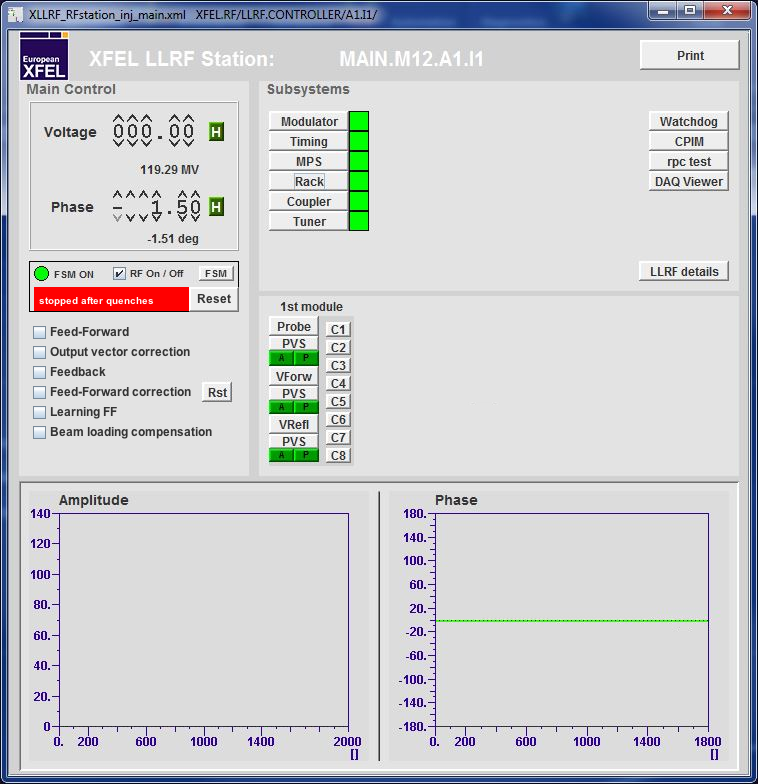 XLLRF_RFstation_inj_main.xml XFEL.RF/LLRF.CONTROLLER/A1.I1/
European
XFEL
XFEL LLRF Station: MAIN.M12.A1.I1
Print
Main Control
Voltage 000.00 H
119.29 MV
Phase - 1.50 H
-1.51 deg
FSM ON RF On / Off FSM
stopped after quenches Reset
Feed-Forward
Output vector correction
Feedback
Feed-Forward correction Rst
Learning FF
Beam loading compensation
Subsystems
Modulator
Timing
MPS
Rack
Coupler
Tuner
Watchdog
CPIM
rpc test
DAQ Viewer
LLRF details
1st module
Probe
PVS
A P
VForw
PVS
A P
VRefl
PVS
A P
C1
C2
C3
C4
C5
C6
C7
C8
Amplitude
140
120
100
80.
60.
40.
20.
0
0. 200 600 1000 1400 2000
[]
Phase
180.
140.
100.
60.
20.
-20.
-60.
-100.
-140.
-180.
0. 200 600 1000 1400 1800
[]